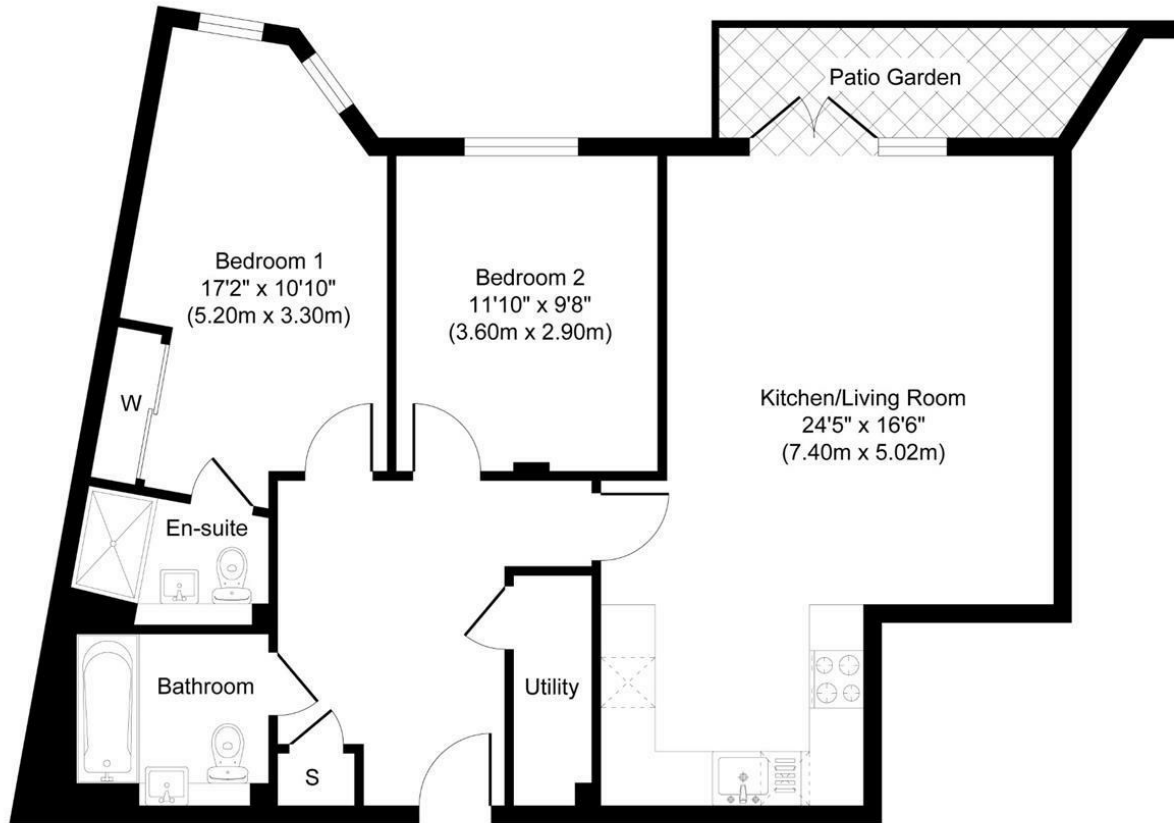 Patio Garden
Bedroom 1
17'2" x 10'10"
(5.20m x 3.30m)
Bedroom 2
11'10" x 9'8"
(3.60m x 2.90m)
Kitchen/Living Room
24'5" x 16'6"
(7.40m x 5.02m)
W
En-suite
Bathroom
Utility
S